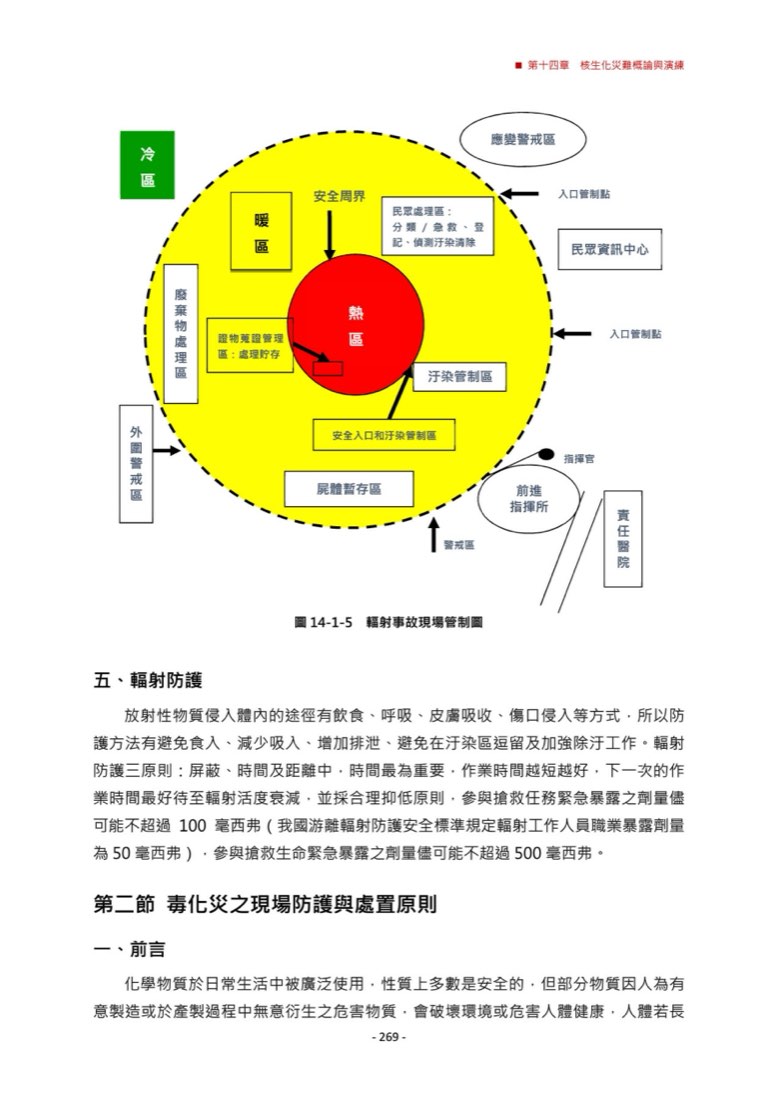 ■ 第十四章 核生化災難概論與演練
冷
區
應變警戒區
安全周界
入口管制點
民眾處理區：
分類/急救、登
記、偵測汙染清除
暖
區
民眾資訊中心
廢
棄
物
處
理
區
熱
區
證物蒐證管理
區：處理貯存
入口管制點
汙染管制區
外
圍
警
戒
區
安全入口和汙染管制區
指揮官
屍體暫存區
前進
指揮所
責
任
醫
院
警戒區
圖 14-1-5 輻射事故現場管制圖
五、輻射防護
放射性物質侵入體內的途徑有飲食、呼吸、皮膚吸收、傷口侵入等方式，所以防
護方法有避免食入、減少吸入、增加排泄、避免在汙染區逗留及加強除汙工作。輻射
防護三原則：屏蔽、時間及距離中，時間最為重要，作業時間越短越好，下一次的作
業時間最好待至輻射活度衰減，並採合理抑低原則，參與搶救任務緊急暴露之劑量儘
可能不超過 100 毫西弗（我國游離輻射防護安全標準規定輻射工作人員職業暴露劑量
為 50 毫西弗），參與搶救生命緊急暴露之劑量儘可能不超過 500 毫西弗。
第二節 毒化災之現場防護與處置原則
一、前言
化學物質於日常生活中被廣泛使用，性質上多數是安全的，但部分物質因人為有
意製造或於產製過程中無意衍生之危害物質，會破壞環境或危害人體健康，人體若長
- 269 -